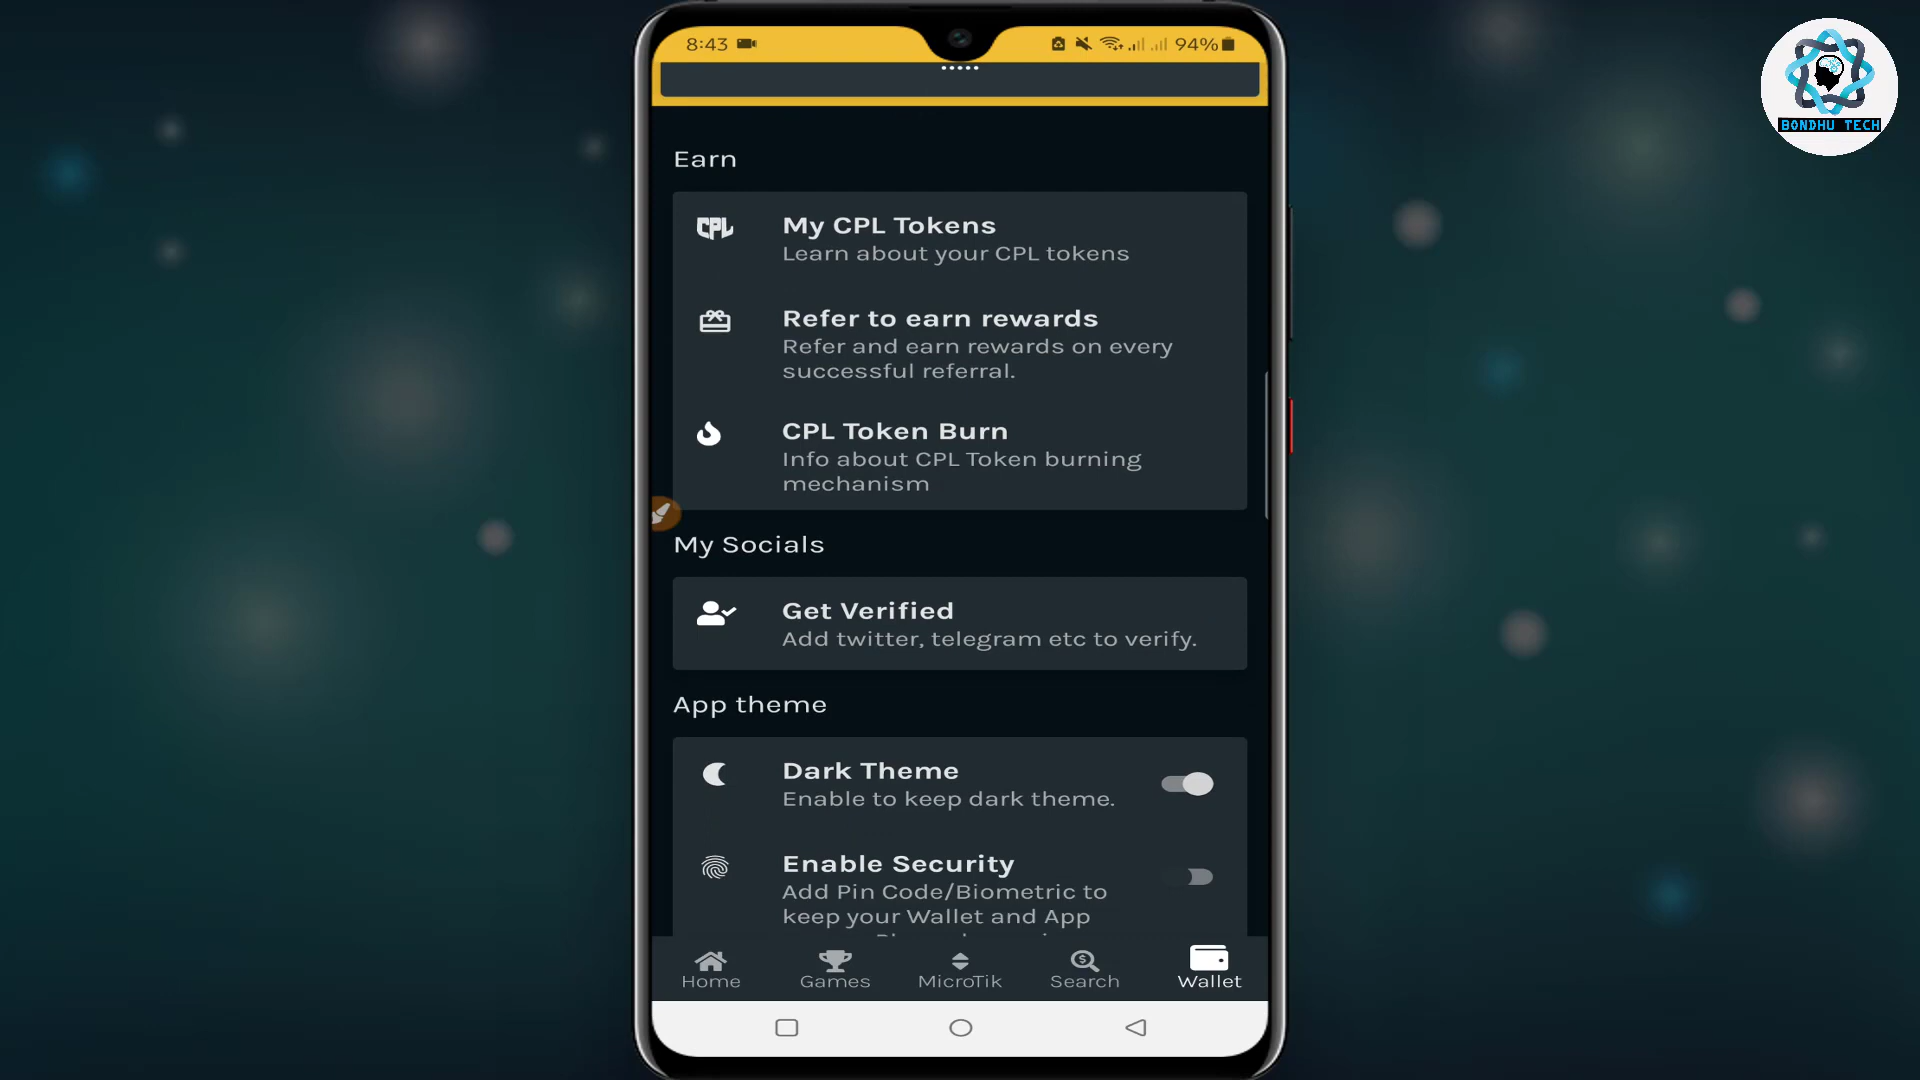 8:43
94%
BONDHU TECH
Earn
CPL
My CPL Tokens
Learn about your CPL tokens
Refer to earn rewards
Refer and earn rewards on every
successful referral.
CPL Token Burn
Info about CPL Token burning
mechanism
My Socials
Get Verified
Add twitter, telegram etc to verify.
App theme
Dark Theme
Enable to keep dark theme.
Enable Security
Add Pin Code/Biometric to
keep your Wallet and App
Home
Games
MicroTik
Search
Wallet